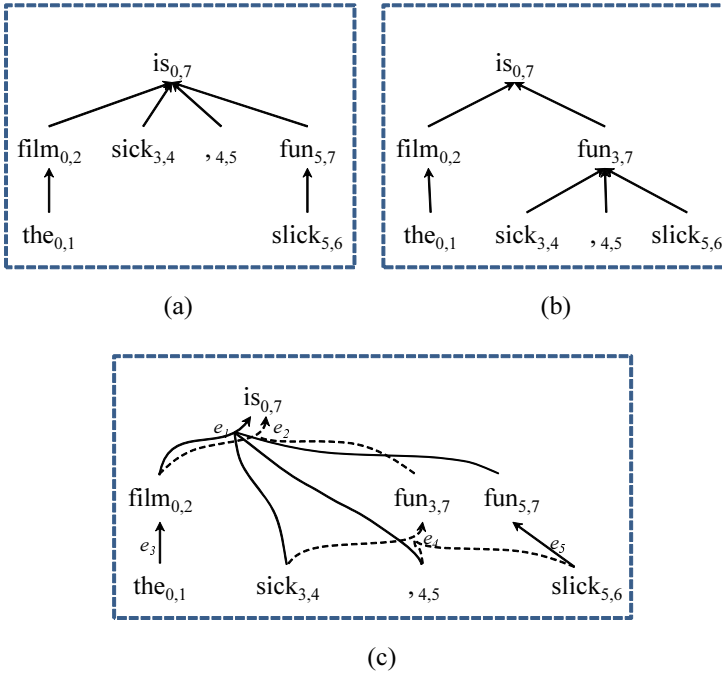 is0,7 is0,7
film0,2 sick3,4 , 4,5 fun5,7 film0,2 fun3,7
the0,1 slick5,6 the0,1 sick3,4 , 4,5 slick5,6
(a) (b)
is0,7
e1 e2
film0,2 fun3,7 fun5,7
e3 e4 e5
the0,1 sick3,4 , 4,5 slick5,6
(c)